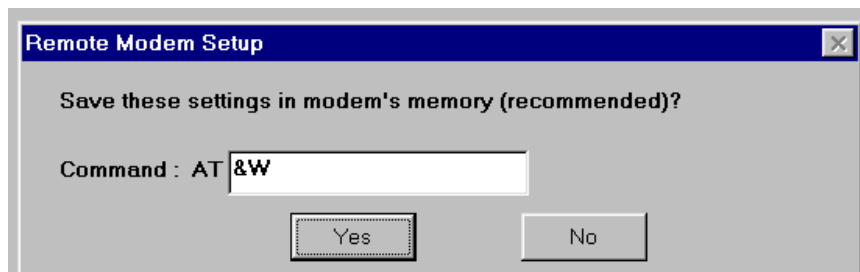 Remote Modem Setup
Save these settings in modem's memory (recommended)?
Command : AT &W
Yes No